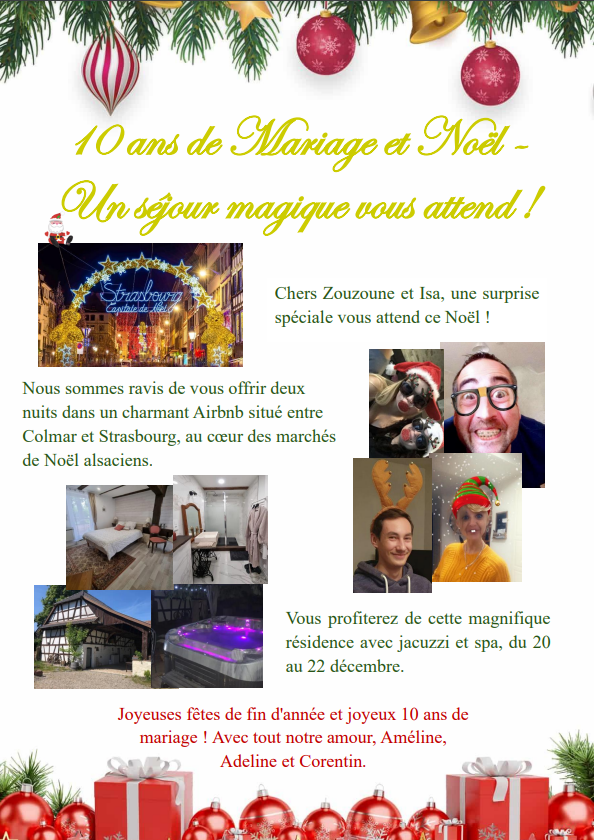 10 ans de Mariage et Noël -
Un séjour magique vous attend !
Strasbourg
Capitale de Noël
Chers Zouzoune et Isa, une surprise
spéciale vous attend ce Noël !
Nous sommes ravis de vous offrir deux
nuits dans un charmant Airbnb situé entre
Colmar et Strasbourg, au cœur des marchés
de Noël alsaciens.
Vous profiterez de cette magnifique
résidence avec jacuzzi et spa, du 20
au 22 décembre.
Joyeuses fêtes de fin d'année et joyeux 10 ans de
mariage ! Avec tout notre amour, Améline,
Adeline et Corentin.